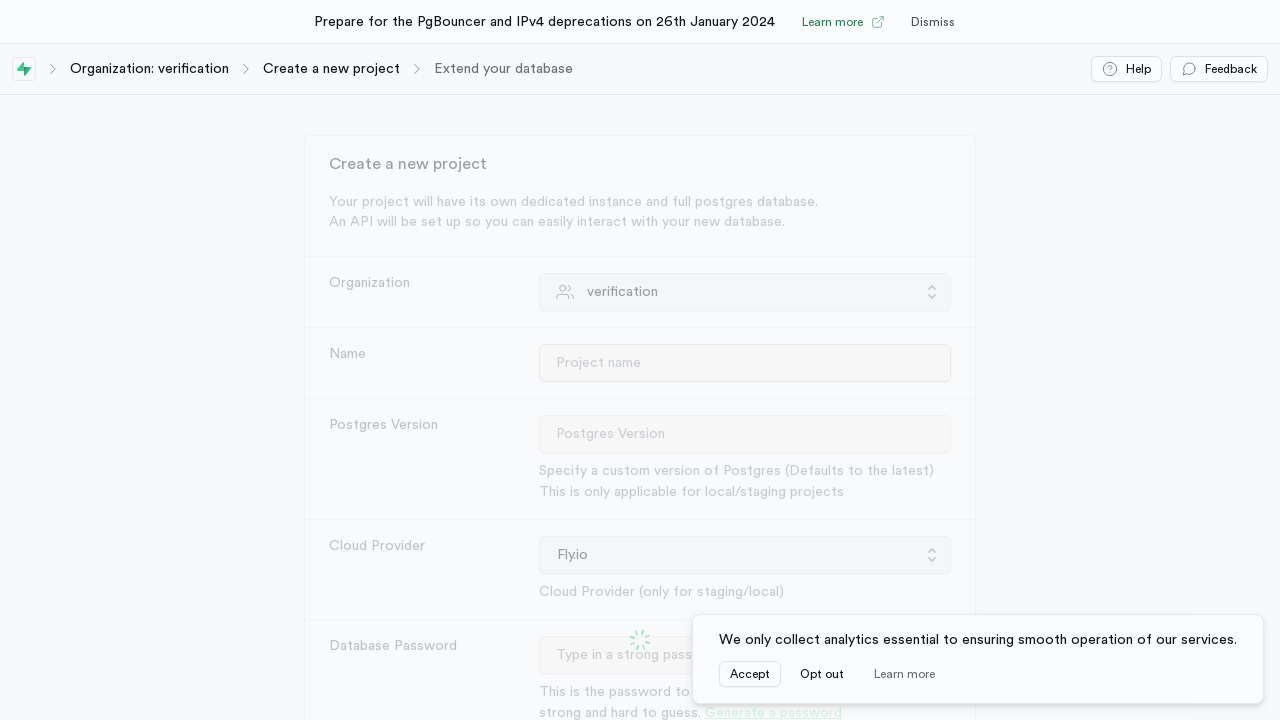 Prepare for the PgBouncer and IPv4 deprecations on 26th January 2024 Learn more Dismiss
Organization: verification Create a new project Extend your database Help Feedback
Create a new project
Your project will have its own dedicated instance and full postgres database.
An API will be set up so you can easily interact with your new database.
Organization verification
Name Project name
Postgres Version Postgres Version
Specify a custom version of Postgres (Defaults to the latest)
This is only applicable for local/staging projects
Cloud Provider Fly.io
Cloud Provider (only for staging/local)
Database Password Type in a strong pass
This is the password to
strong and hard to guess. Generate a password
We only collect analytics essential to ensuring smooth operation of our services.
Accept Opt out Learn more